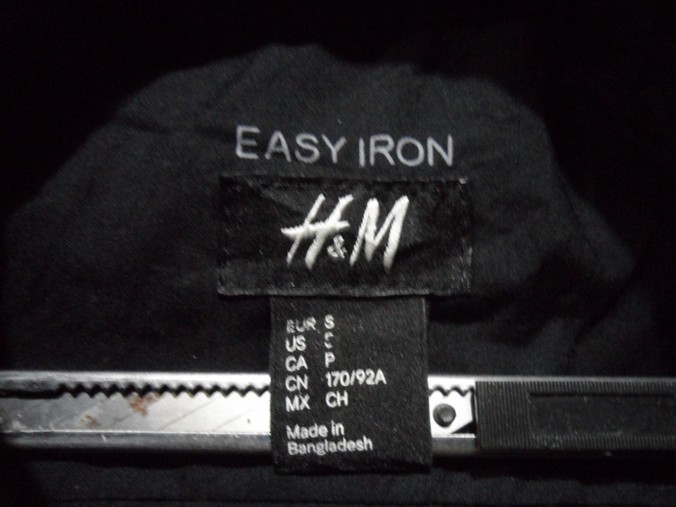 EASY IRON
H&M
EUR S
US
CA P
CN 170/92A
MX CH
Made in
Bangladesh